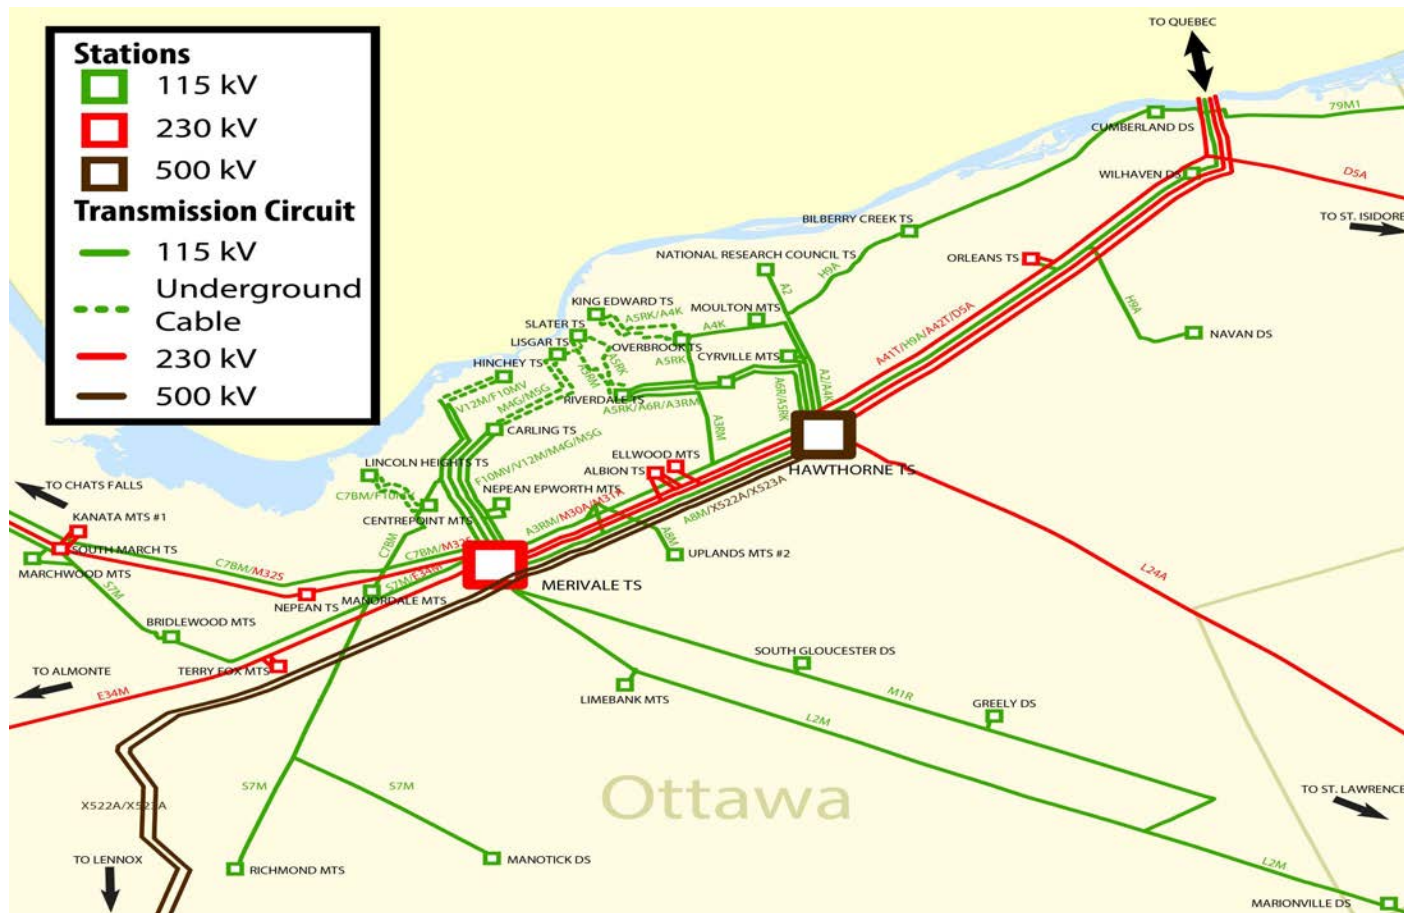 Stations
115 kV
230 kV
500 kV
Transmission Circuit
115 kV
Underground
Cable
230 kV
500 kV
TO QUEBEC
CUMBERLAND DS
79M1
WILHAVEN DS
D5A
TO ST. ISIDORE
BILBERRY CREEK TS
ORLEANS TS
NATIONAL RESEARCH COUNCIL TS
H9A
A2
KING EDWARD TS
MOULTON MTS
A5RK/A4K
A4K
SLATER TS
LISGAR TS
OVERBROOK TS
CYRVILLE MTS
H9A
NAVAN DS
HINCHEY TS
A5RK
A5RK
A3RM
A41T/H9A/A42T/D5A
V12M/F10MV
M4G/M5G
RIVERDALE TS
A5RK/A6R/A3RM
A6R/A5RK
A2/A4K
CARLING TS
A3RM
F10MV/V12M/M4G/M5G
ELLWOOD MTS
ALBION TS
HAWTHORNE TS
LINCOLN HEIGHTS TS
C7BM/F10MV
NEPEAN EPWORTH MTS
A8M/X522A/X523A
TO CHATS FALLS
CENTREPOINT MTS
A3RM/M30A/M31A
KANATA MTS #1
C7BM
A8M
SOUTH MARCH TS
C7BM/M32S
UPLANDS MTS #2
MARCHWOOD MTS
C7BM/M32S
S7M/E34M
MERIVALE TS
L24A
S7M
NEPEAN TS
MANORDALE MTS
BRIDLEWOOD MTS
TO ALMONTE
TERRY FOX MTS
SOUTH GLOUCESTER DS
E34M
LIMEBANK MTS
M1R
GREELY DS
L2M
S7M
S7M
Ottawa
TO ST. LAWRENCE
X522A/X523A
TO LENNOX
RICHMOND MTS
MANOTICK DS
L2M
MARIONVILLE DS